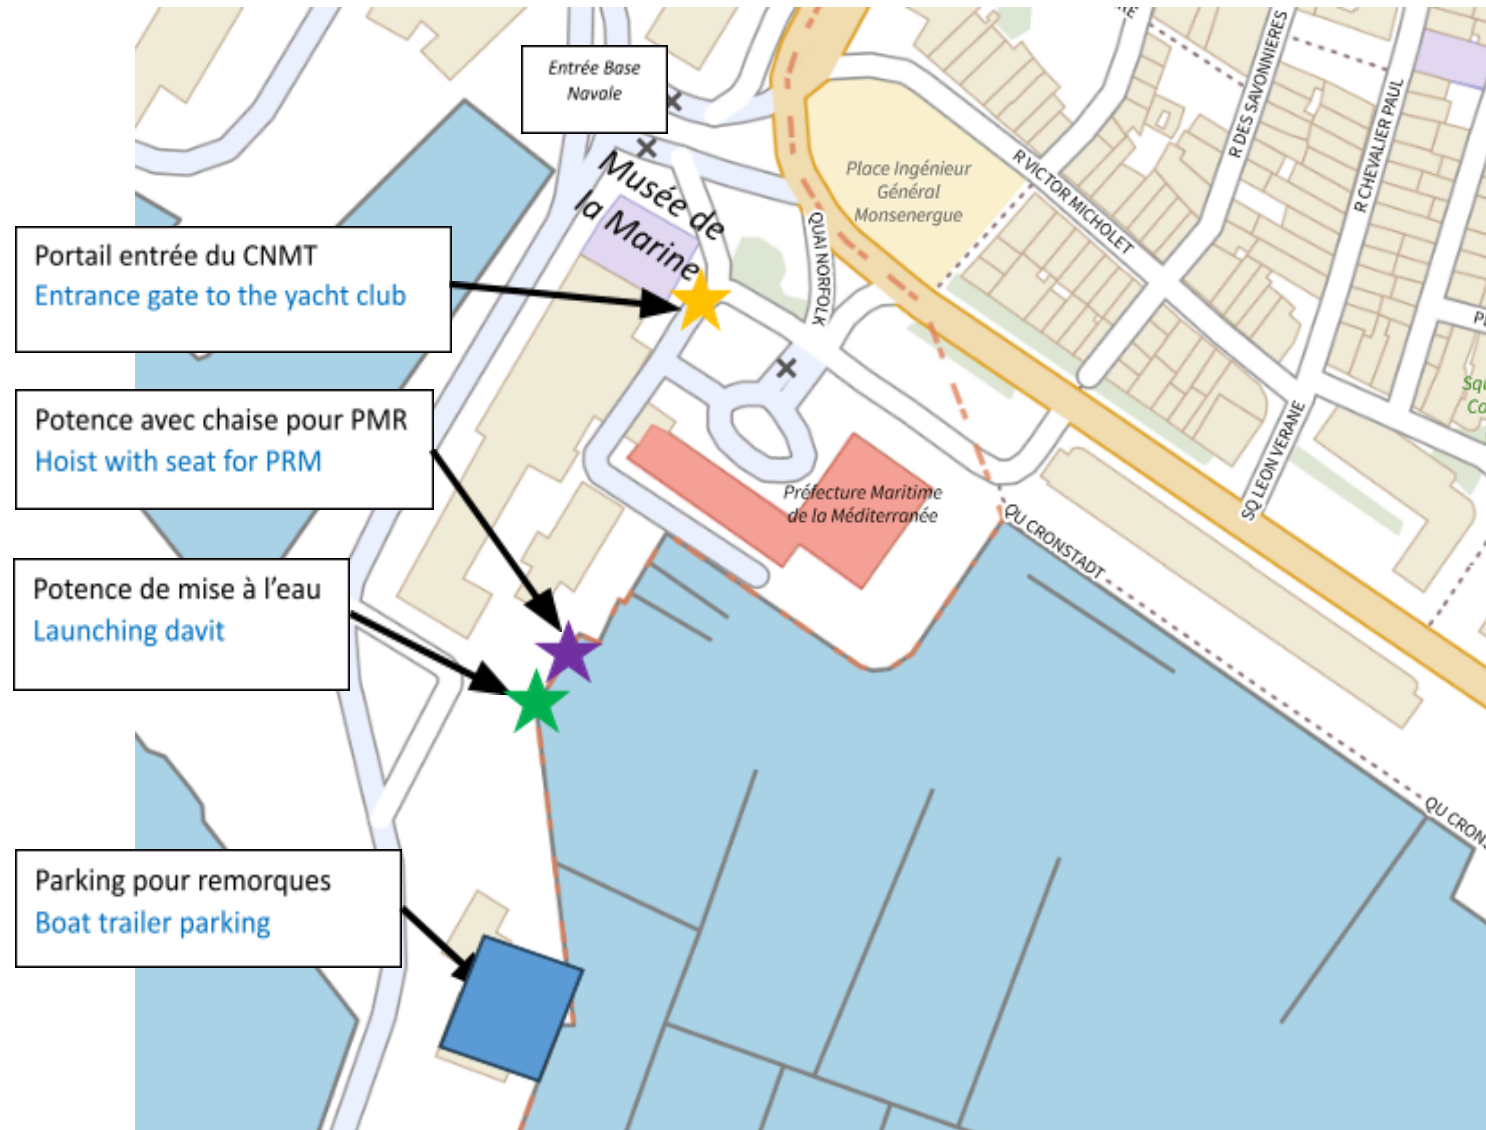 Entrée Base
Navale
Musée de
la Marine
Place Ingénieur
Général
Monsenergue
R VICTOR MICHOLET
R DES SAVONNIERES
R CHEVALIER PAUL
QUAI NORFOLK
Portail entrée du CNMT
Entrance gate to the yacht club
Potence avec chaise pour PMR
Hoist with seat for PRM
Préfecture Maritime
de la Méditerranée
SQ LEON VERANE
QU CRONSTADT
Potence de mise à l'eau
Launching davit
QU CRONS
Parking pour remorques
Boat trailer parking